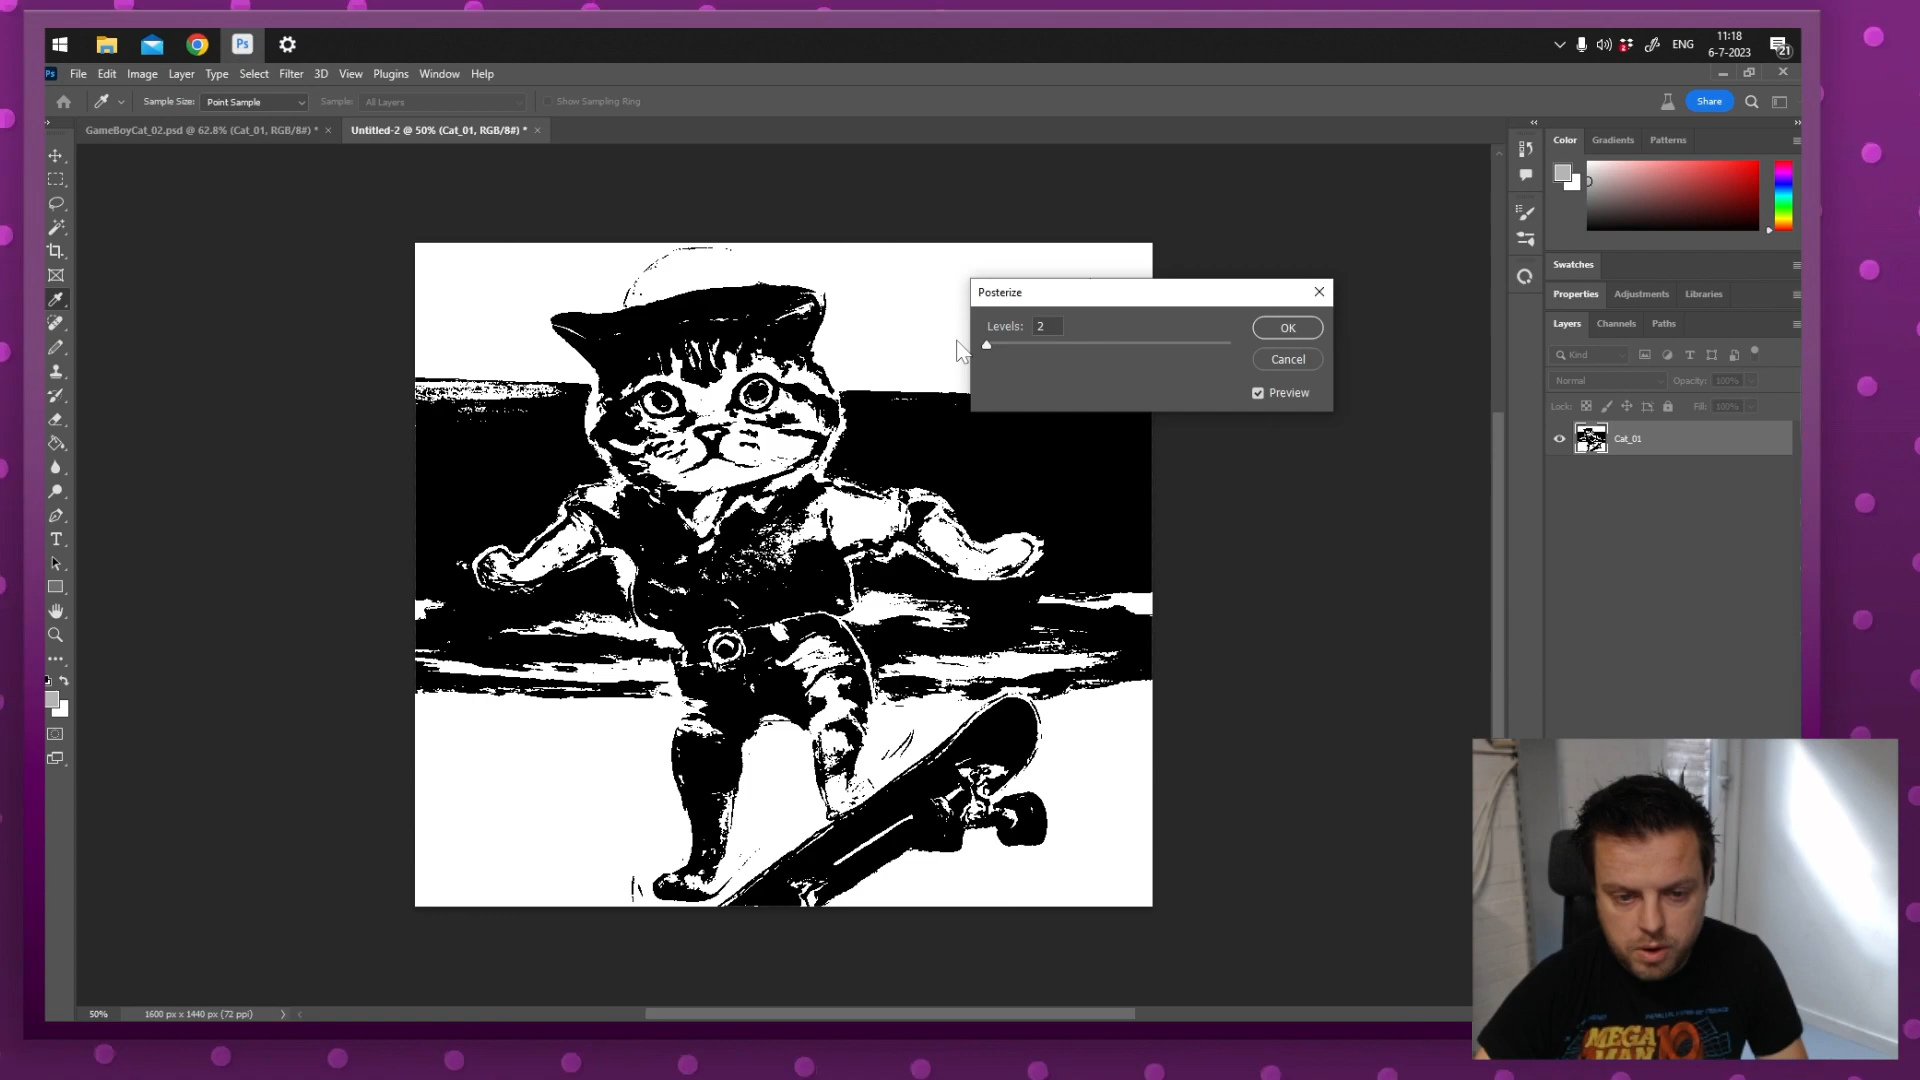 ENG
11:18
6-7-2023
21
Ps
File Edit Image Layer Type Select Filter 3D View Plugins Window Help
Sample Size: Point Sample Sample: All Layers Show Sampling Ring
Share
GameBoyCat_02.psd @ 62.8% (Cat_01, RGB/8#) * ×
Untitled-2 @ 50% (Cat_01, RGB/8#) * ×
Color Gradients Patterns
Posterize
Levels: 2
OK
Cancel
Preview
Swatches
Properties Adjustments Libraries
Layers Channels Paths
Kind
Normal Opacity: 100%
Lock: Fill: 100%
Cat_01
50% 1600 px x 1440 px (72 ppi)
MEGA
MAN 10